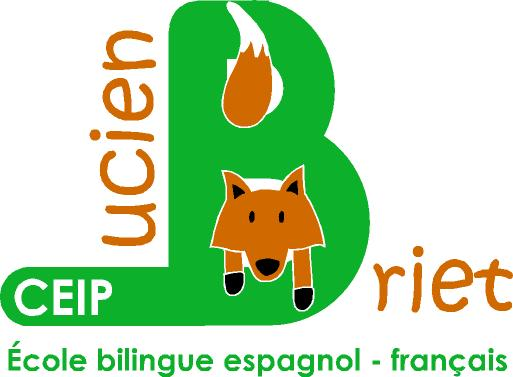 Lucien
Briet
CEIP
École bilingue espagnol - français